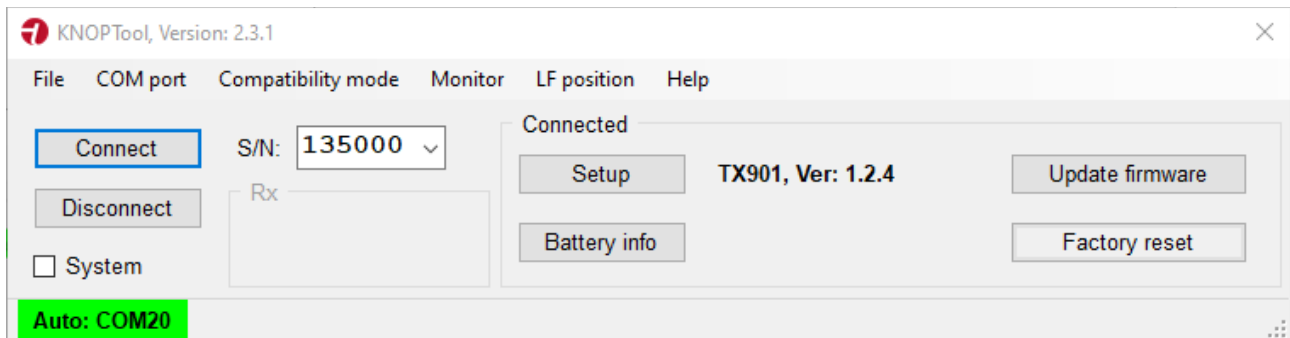 KNOPTool, Version: 2.3.1
File COM port Compatibility mode Monitor LF position Help
Connect
S/N: 135000
Disconnect
Rx
System
Connected
Setup
TX901, Ver: 1.2.4
Update firmware
Battery info
Factory reset
Auto: COM20